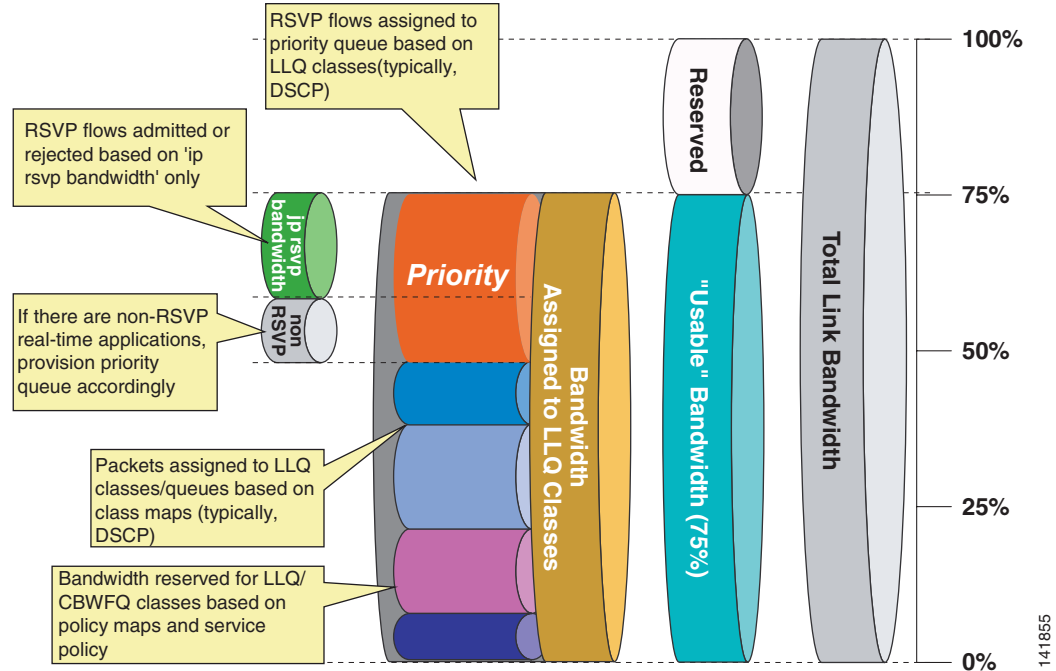 RSVP flows assigned to
priority queue based on
LLQ classes(typically,
DSCP)
RSVP flows admitted or
rejected based on 'ip
rsvp bandwidth' only
If there are non-RSVP
real-time applications,
provision priority
queue accordingly
Packets assigned to LLQ
classes/queues based on
class maps (typically,
DSCP)
Bandwidth reserved for LLQ/
CBWFQ classes based on
policy maps and service
policy
jp rsvp
bandwidth
non
RSVP
Priority
Bandwidth
Assigned to LLQ Classes
Reserved
"Usable" Bandwidth (75%)
Total Link Bandwidth
100%
75%
50%
25%
0%
141855